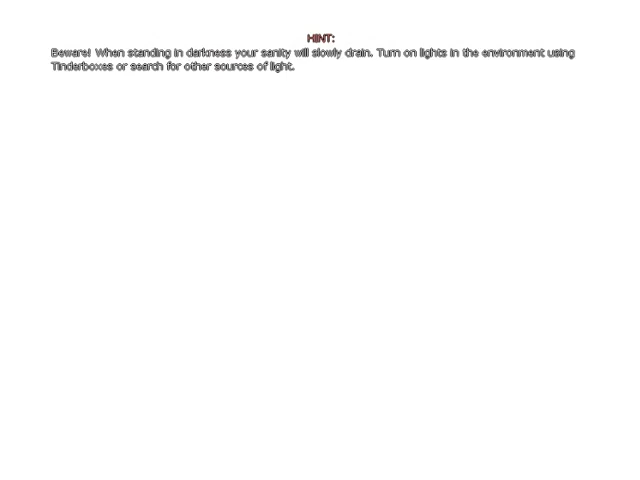 HINT:
Beware! When standing in darkness your sanity will slowly drain. Turn on lights in the environment using
Tinderboxes or search for other sources of light.